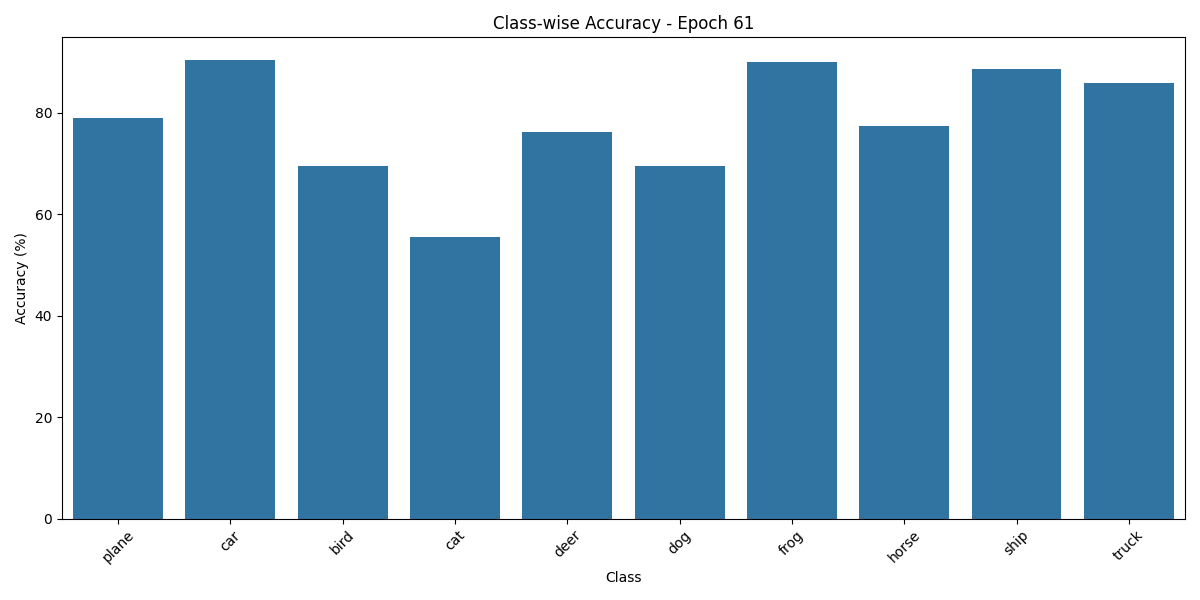 Class-wise Accuracy - Epoch 61
Accuracy (%)
80
60
40
20
0
plane
car
bird
cat
deer
dog
frog
horse
ship
truck
Class